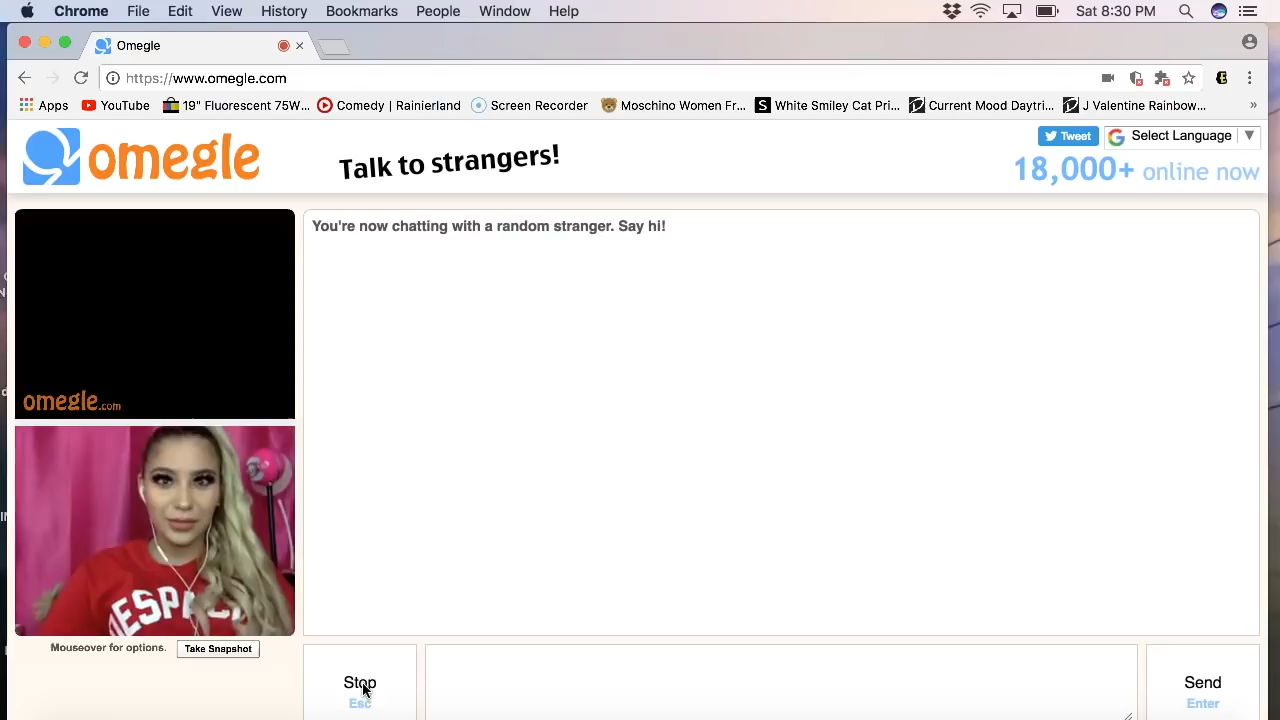 Chrome File Edit View History Bookmarks People Window Help Sat 8:30 PM
Omegle
https://www.omegle.com
Apps YouTube 19" Fluorescent 75W... Comedy | Rainierland Screen Recorder Moschino Women Fr... White Smiley Cat Pri... Current Mood Daytri... J Valentine Rainbow... »
omegle Talk to strangers! Tweet Select Language
18,000+ online now
You're now chatting with a random stranger. Say hi!
omegle.com
Mouseover for options. Take Snapshot
Stop
Esc
Send
Enter